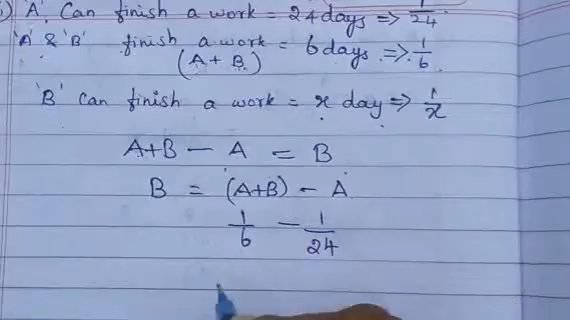 i) 'A' Can finish a work = 24 days => 1/24.
'A' & 'B' finish a work = 6 days => 1/6
(A + B)
'B' can finish a work = x day => 1/x
A+B - A = B
B = (A+B) - A
1/6 - 1/24